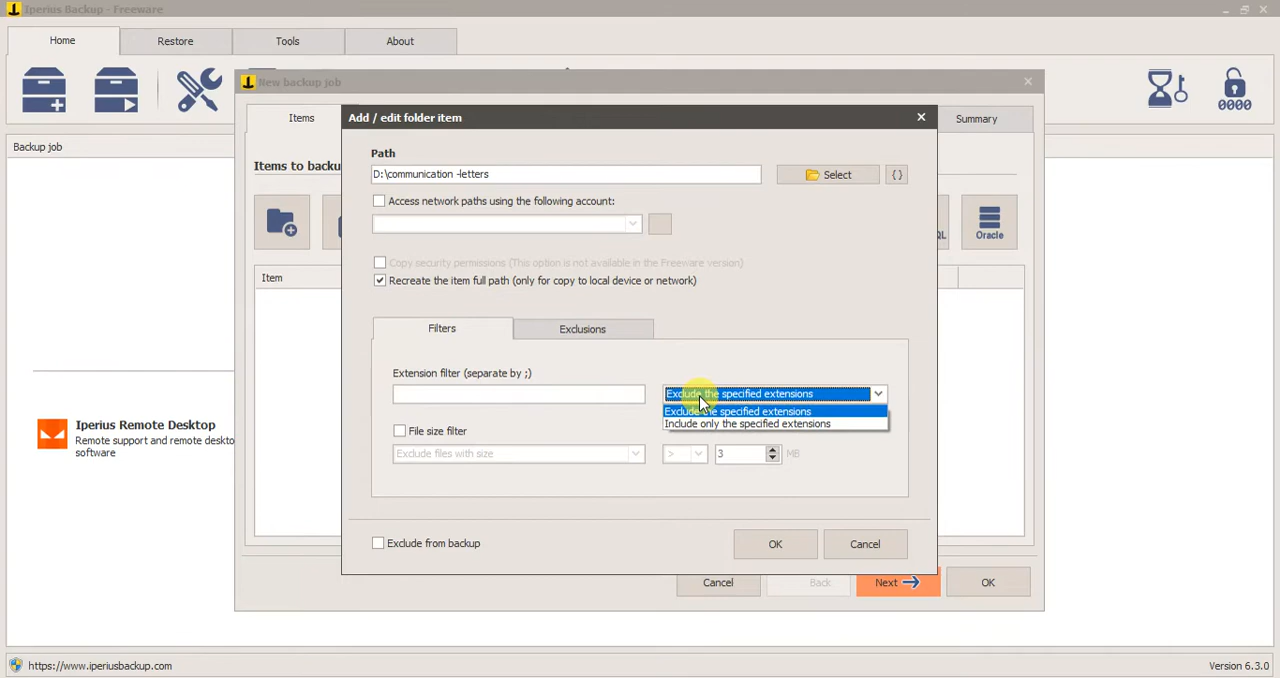 Iperius Backup - Freeware
Home
Restore
Tools
About
0000
New backup job
Items
Summary
Backup job
Add / edit folder item
Items to backu
Path
D:\communication -letters
Select
{ }
Access network paths using the following account:
QL
Oracle
Copy security permissions (This option is not available in the Freeware version)
Recreate the item full path (only for copy to local device or network)
Item
Filters
Exclusions
Extension filter (separate by ;)
Exclude the specified extensions
Exclude the specified extensions
Include only the specified extensions
File size filter
Exclude files with size
>
3
MB
Iperius Remote Desktop
Remote support and remote deskto
software
Exclude from backup
OK
Cancel
Cancel
Back
Next
OK
https://www.iperiusbackup.com
Version 6.3.0